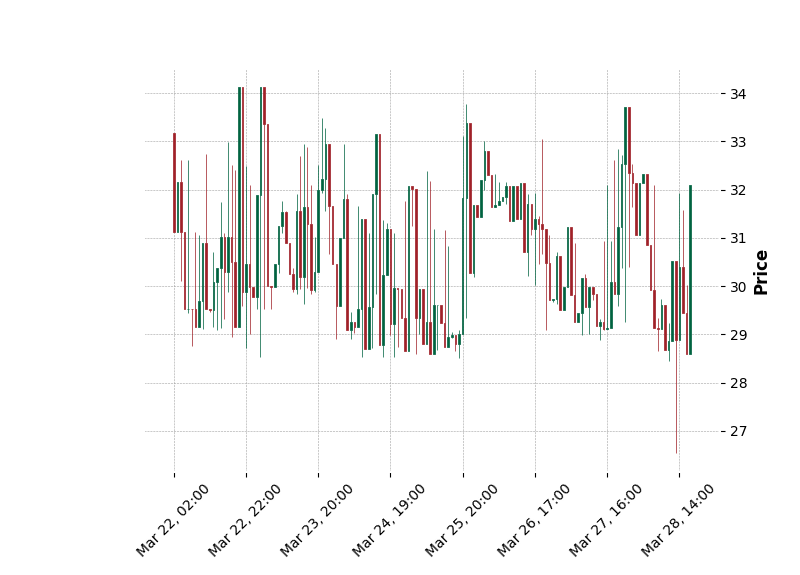 34
33
32
31
30
29
28
27
Price
Mar 22, 02:00
Mar 22, 22:00
Mar 23, 20:00
Mar 24, 19:00
Mar 25, 20:00
Mar 26, 17:00
Mar 27, 16:00
Mar 28, 14:00